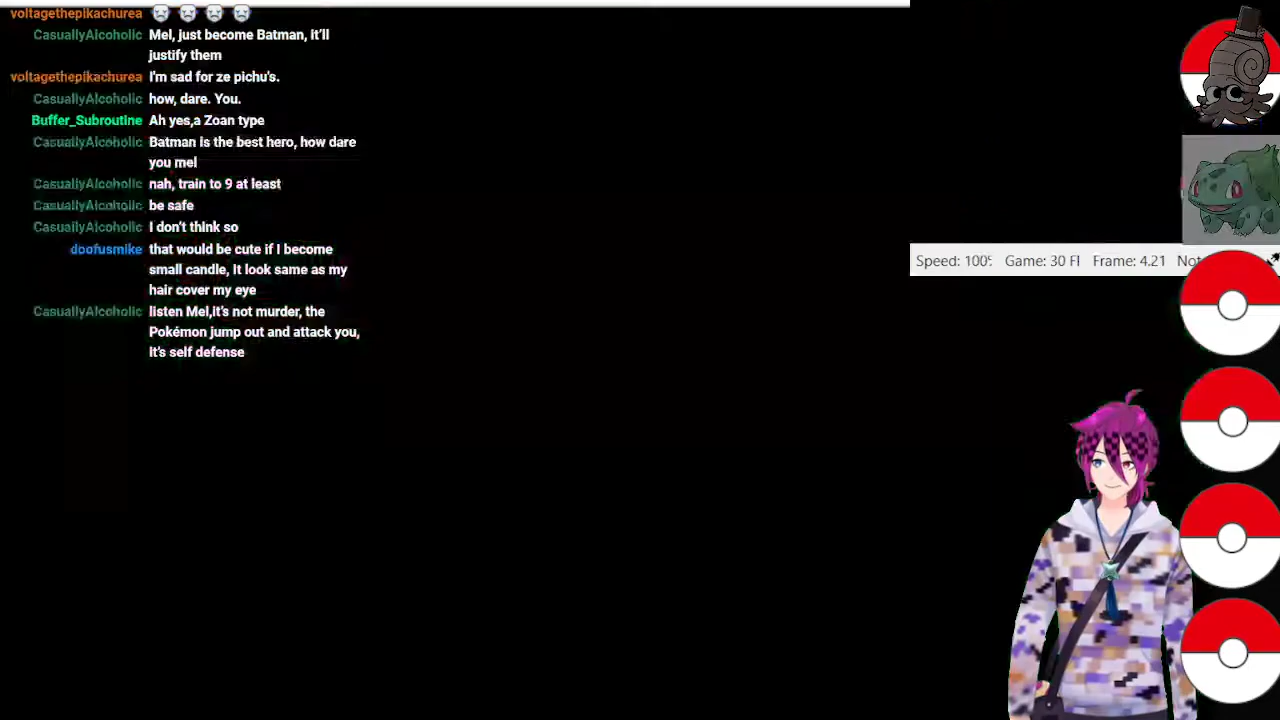 voltagethepikachurea
CasuallyAlcoholic Mel, just become Batman, it'll
justify them
voltagethepikachurea I'm sad for ze pichu's.
CasuallyAlcoholic how, dare. You.
Buffer_Subroutine Ah yes,a Zoan type
CasuallyAlcoholic Batman is the best hero, how dare
you mel
CasuallyAlcoholic nah, train to 9 at least
CasuallyAlcoholic be safe
CasuallyAlcoholic I don't think so
doofusmike that would be cute if I become
small candle, it look same as my
hair cover my eye
CasuallyAlcoholic listen Mel,it's not murder, the
Pokémon jump out and attack you,
it's self defense
Speed: 100% Game: 30 FI Frame: 4.21 Not